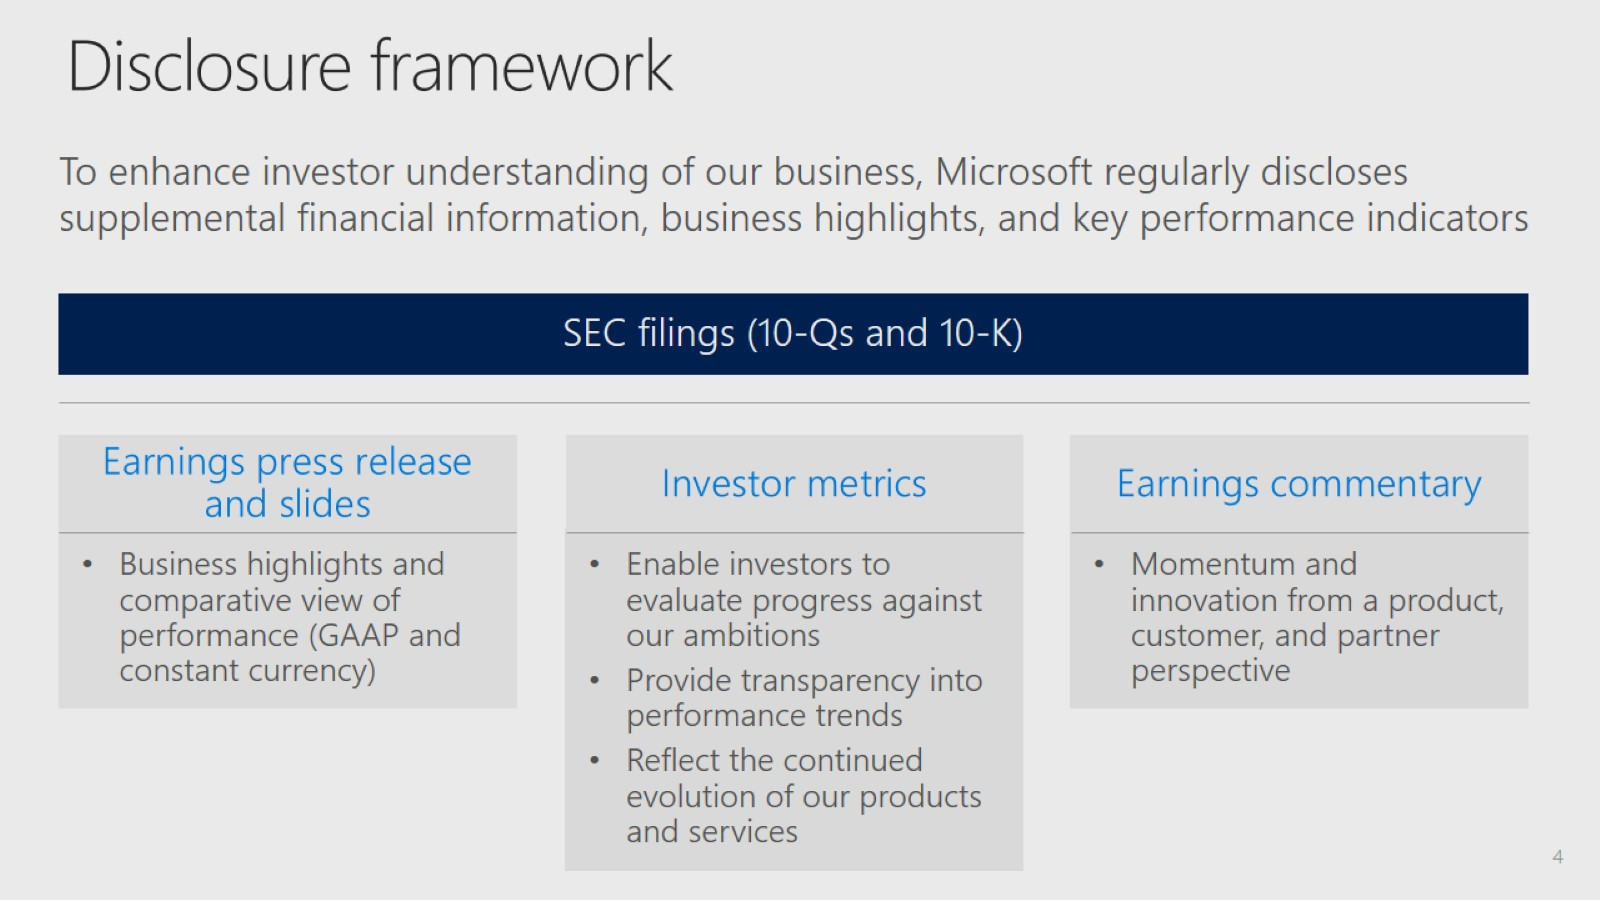 Disclosure framework
To enhance investor understanding of our business, Microsoft regularly discloses
supplemental financial information, business highlights, and key performance indicators
SEC filings (10-Qs and 10-K)
Earnings press release
and slides
• Business highlights and
comparative view of
performance (GAAP and
constant currency)
Investor metrics
• Enable investors to
evaluate progress against
our ambitions
• Provide transparency into
performance trends
• Reflect the continued
evolution of our products
and services
Earnings commentary
• Momentum and
innovation from a product,
customer, and partner
perspective
4